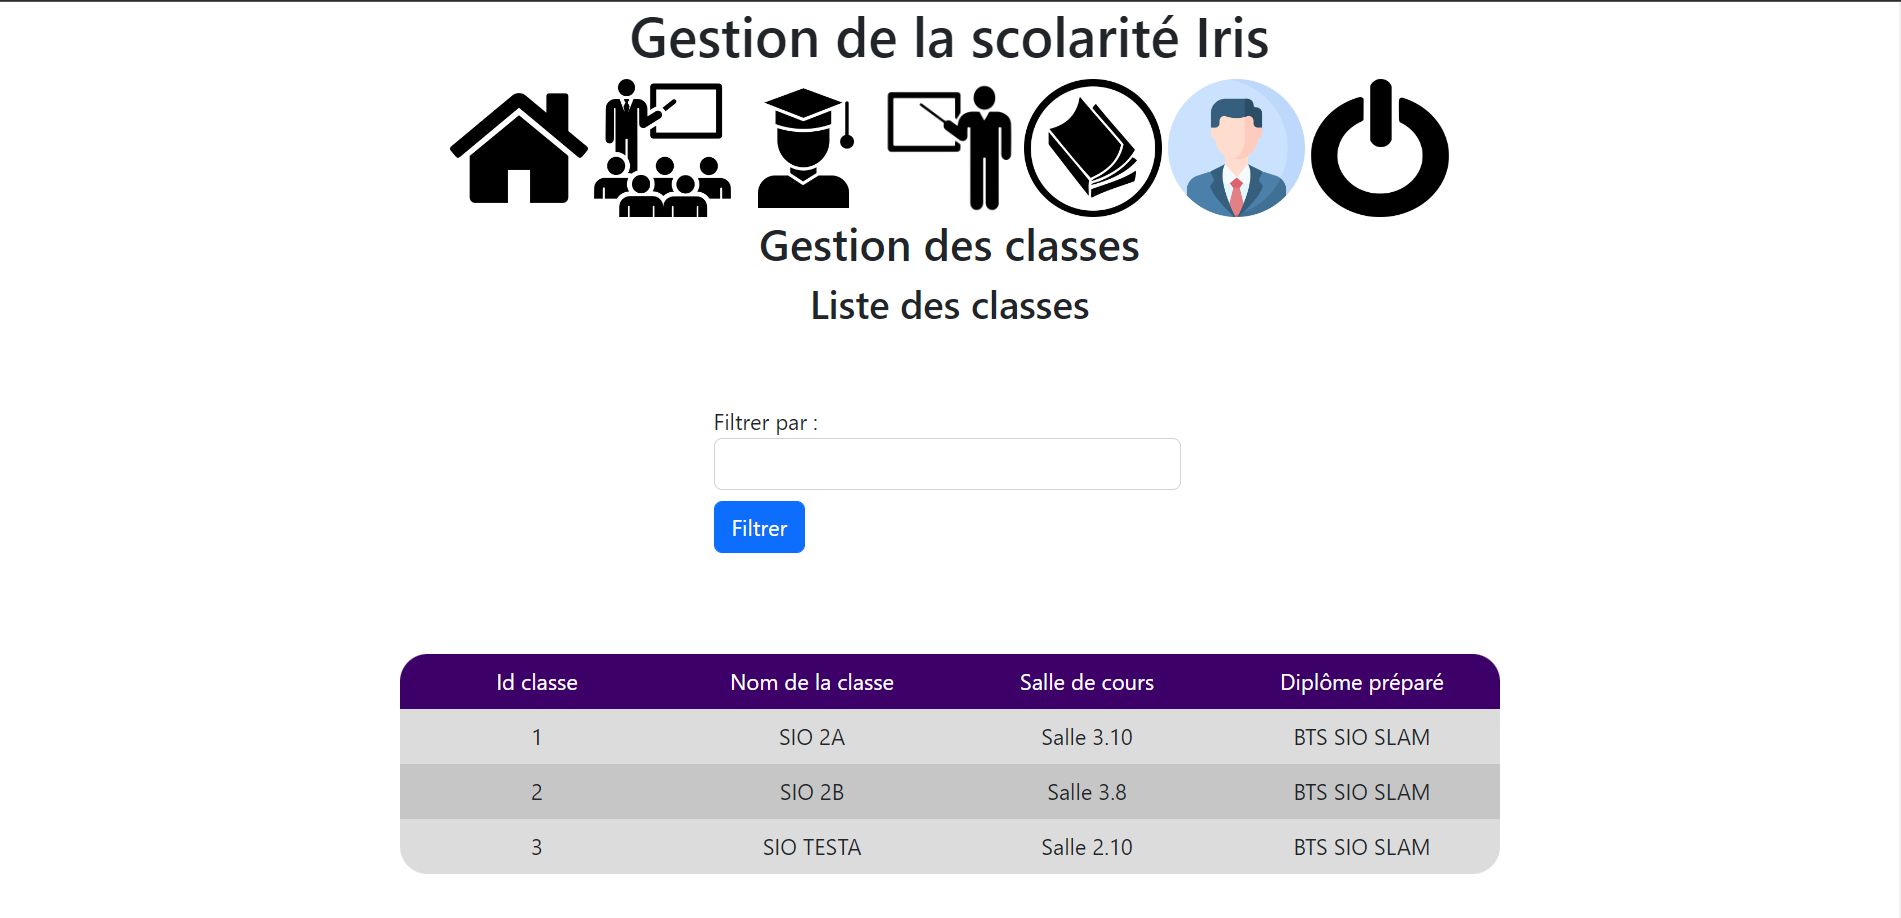 Gestion de la scolarité Iris
Gestion des classes
Liste des classes
Filtrer par :
Filtrer
Id classe Nom de la classe Salle de cours Diplôme préparé
1 SIO 2A Salle 3.10 BTS SIO SLAM
2 SIO 2B Salle 3.8 BTS SIO SLAM
3 SIO TESTA Salle 2.10 BTS SIO SLAM